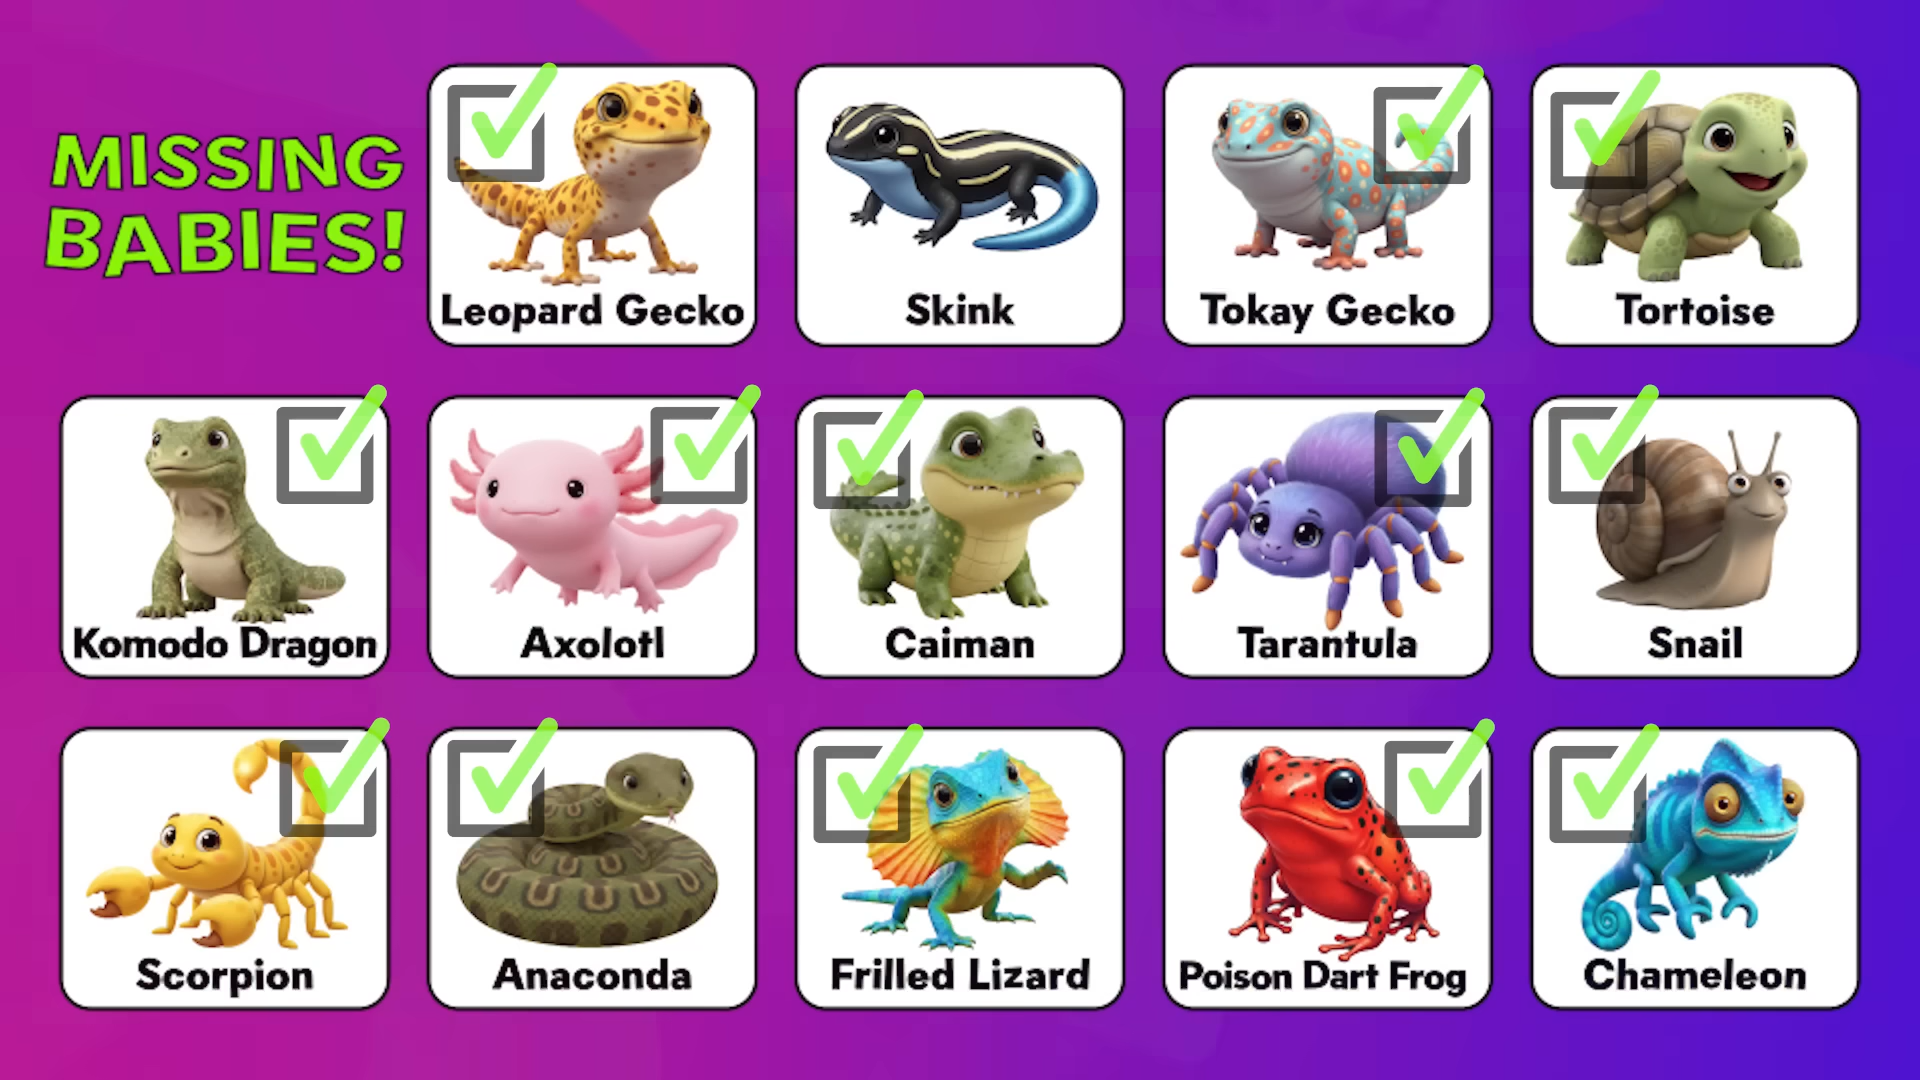 MISSING
BABIES!
Leopard Gecko
Skink
Tokay Gecko
Tortoise
Komodo Dragon
Axolotl
Caiman
Tarantula
Snail
Scorpion
Anaconda
Frilled Lizard
Poison Dart Frog
Chameleon